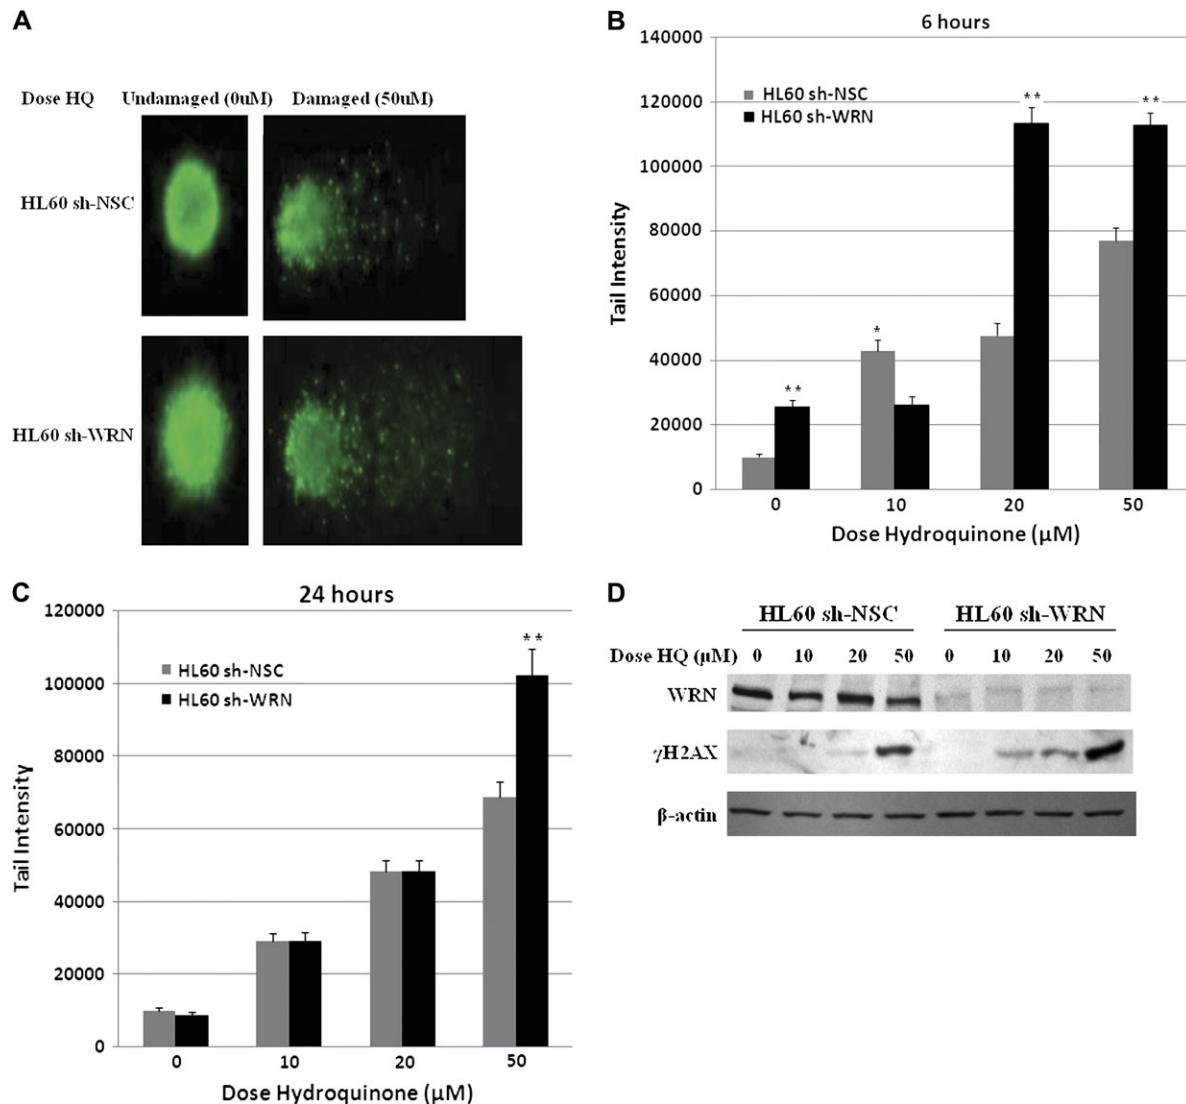 A
Dose HQ Undamaged (0uM) Damaged (50uM)
HL60 sh-NSC
HL60 sh-WRN
B
6 hours
140000
120000
100000
80000
60000
40000
20000
0
Tail Intensity
HL60 sh-NSC
HL60 sh-WRN
**
*
**
**
0 10 20 50
Dose Hydroquinone (µM)
C
24 hours
120000
100000
80000
60000
40000
20000
0
Tail Intensity
HL60 sh-NSC
HL60 sh-WRN
**
0 10 20 50
Dose Hydroquinone (µM)
D
HL60 sh-NSC HL60 sh-WRN
Dose HQ (µM) 0 10 20 50 0 10 20 50
WRN
γH2AX
β-actin